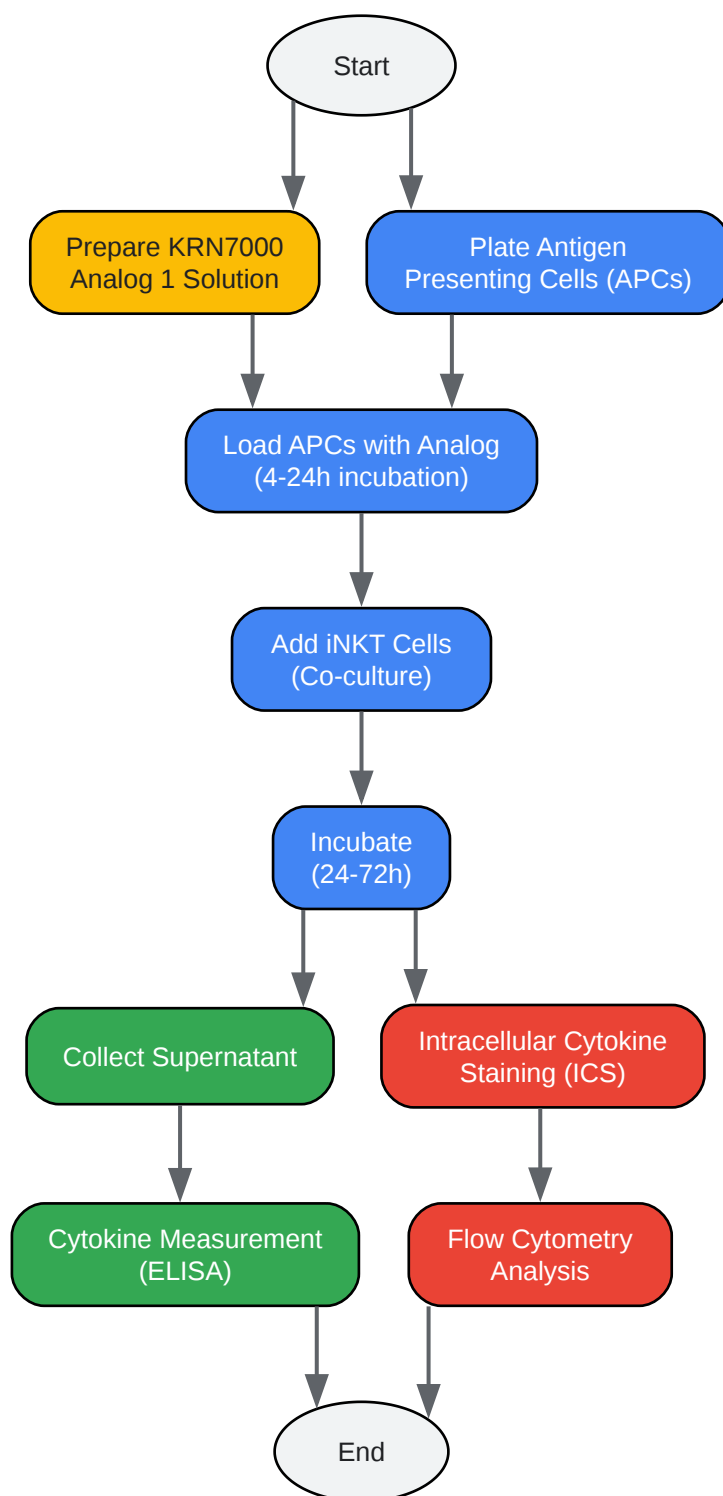 Start
Prepare KRN7000
Analog 1 Solution
Plate Antigen
Presenting Cells (APCs)
Load APCs with Analog
(4-24h incubation)
Add iNKT Cells
(Co-culture)
Incubate
(24-72h)
Collect Supernatant
Intracellular Cytokine
Staining (ICS)
Cytokine Measurement
(ELISA)
Flow Cytometry
Analysis
End